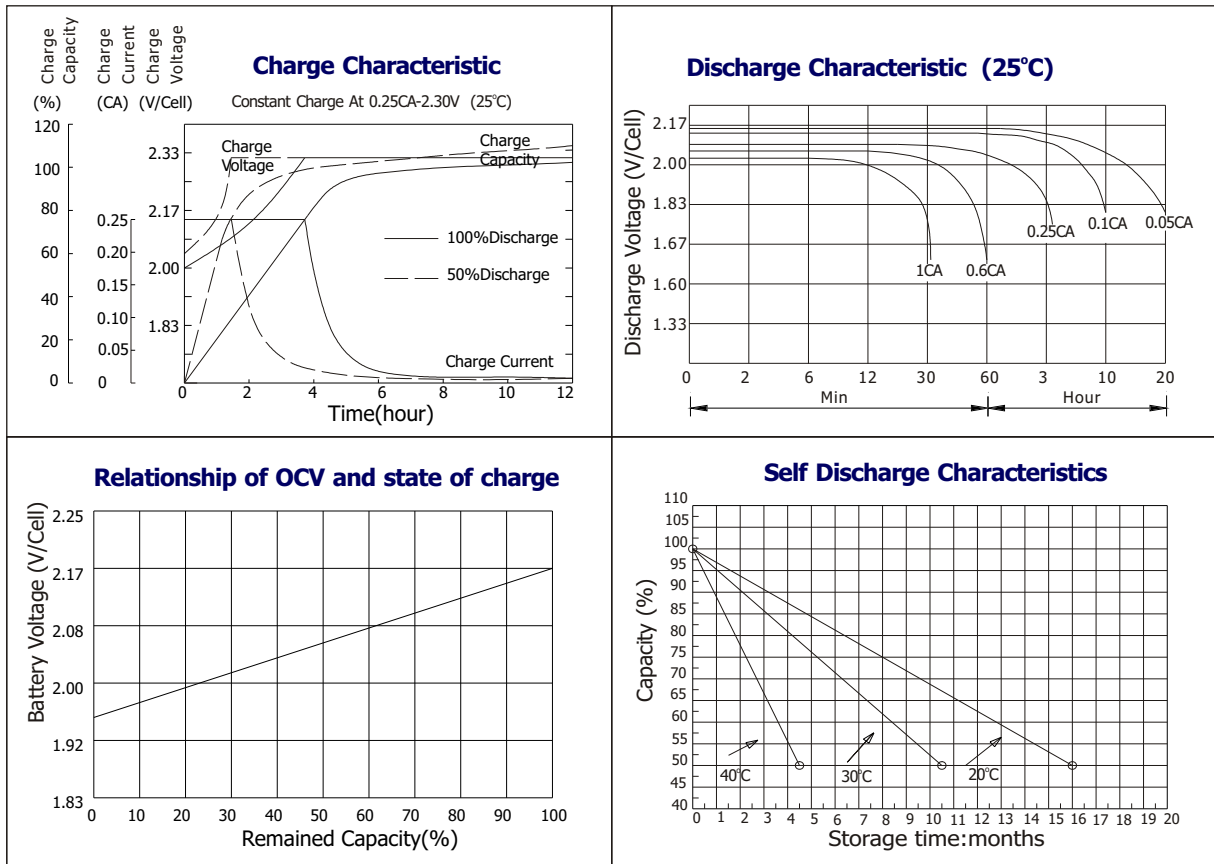 Charge Characteristic
Constant Charge At 0.25CA-2.30V (25°C)
Charge
Capacity
Charge
Current
Charge
Voltage
(%)
(CA)
(V/Cell)
120
100
80
60
40
20
0
0.25
0.20
0.15
0.10
0.05
0
2.33
2.17
2.00
1.83
Charge
Voltage
Charge
Capacity
100%Discharge
50%Discharge
Charge Current
0 2 4 6 8 10 12
Time(hour)
Discharge Characteristic (25°C)
Discharge Voltage (V/Cell)
2.17
2.00
1.83
1.67
1.60
1.33
1CA
0.6CA
0.25CA
0.1CA
0.05CA
0 2 6 12 30 60 3 10 20
Min
Hour
Relationship of OCV and state of charge
Battery Voltage (V/Cell)
2.25
2.17
2.08
2.00
1.92
1.83
0 10 20 30 40 50 60 70 80 90 100
Remained Capacity(%)
Self Discharge Characteristics
Capacity (%)
110
105
100
95
90
85
80
75
70
65
60
55
50
45
40
40°C
30°C
20°C
0 1 2 3 4 5 6 7 8 9 10 11 12 13 14 15 16 17 18 19 20
Storage time:months